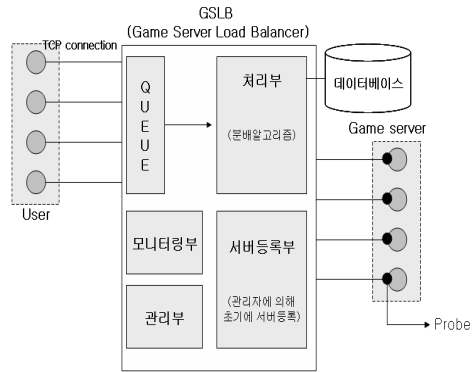 GSLB
(Game Server Load Balancer)
TCP connection
QUEUE
처리부
(분배알고리즘)
데이터베이스
Game server
User
모니터링부
서버등록부
(관리자에 의해
초기에 서버등록)
관리부
Probe